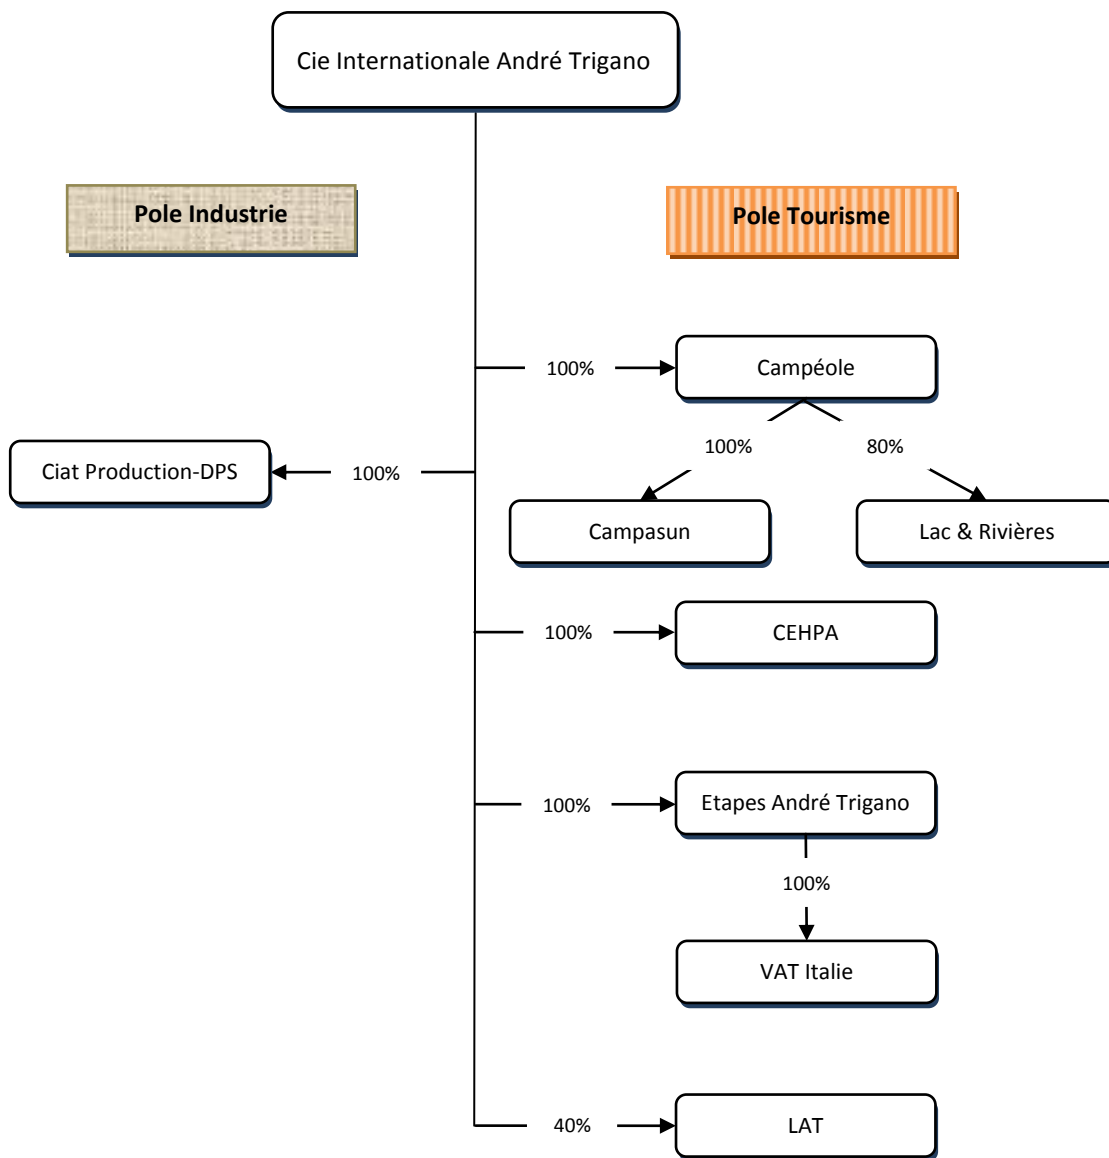 Cie Internationale André Trigano
Pole Industrie
Pole Tourisme
100%
Campéole
100%
80%
Ciat Production-DPS
100%
Campasun
Lac & Rivières
100%
CEHPA
100%
Etapes André Trigano
100%
VAT Italie
40%
LAT